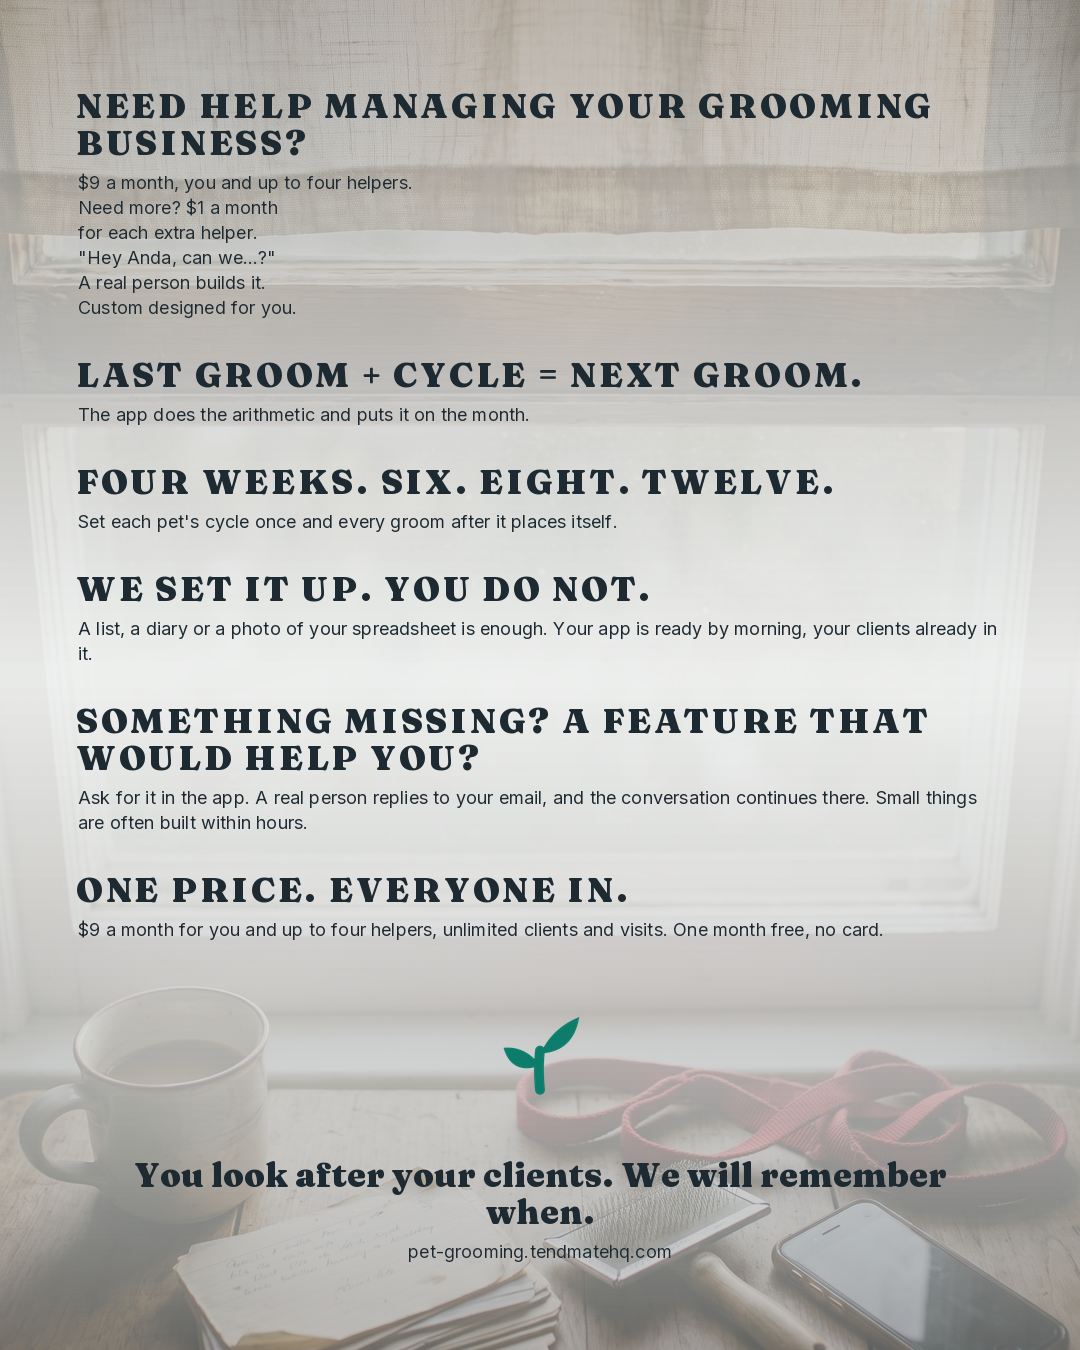 NEED HELP MANAGING YOUR GROOMING
BUSINESS?
$9 a month, you and up to four helpers.
Need more? $1 a month
for each extra helper.
"Hey Anda, can we...?"
A real person builds it.
Custom designed for you.
LAST GROOM + CYCLE = NEXT GROOM.
The app does the arithmetic and puts it on the month.
FOUR WEEKS. SIX. EIGHT. TWELVE.
Set each pet's cycle once and every groom after it places itself.
WE SET IT UP. YOU DO NOT.
A list, a diary or a photo of your spreadsheet is enough. Your app is ready by morning, your clients already in
it.
SOMETHING MISSING? A FEATURE THAT
WOULD HELP YOU?
Ask for it in the app. A real person replies to your email, and the conversation continues there. Small things
are often built within hours.
ONE PRICE. EVERYONE IN.
$9 a month for you and up to four helpers, unlimited clients and visits. One month free, no card.
You look after your clients. We will remember
when.
pet-grooming.tendmatehq.com